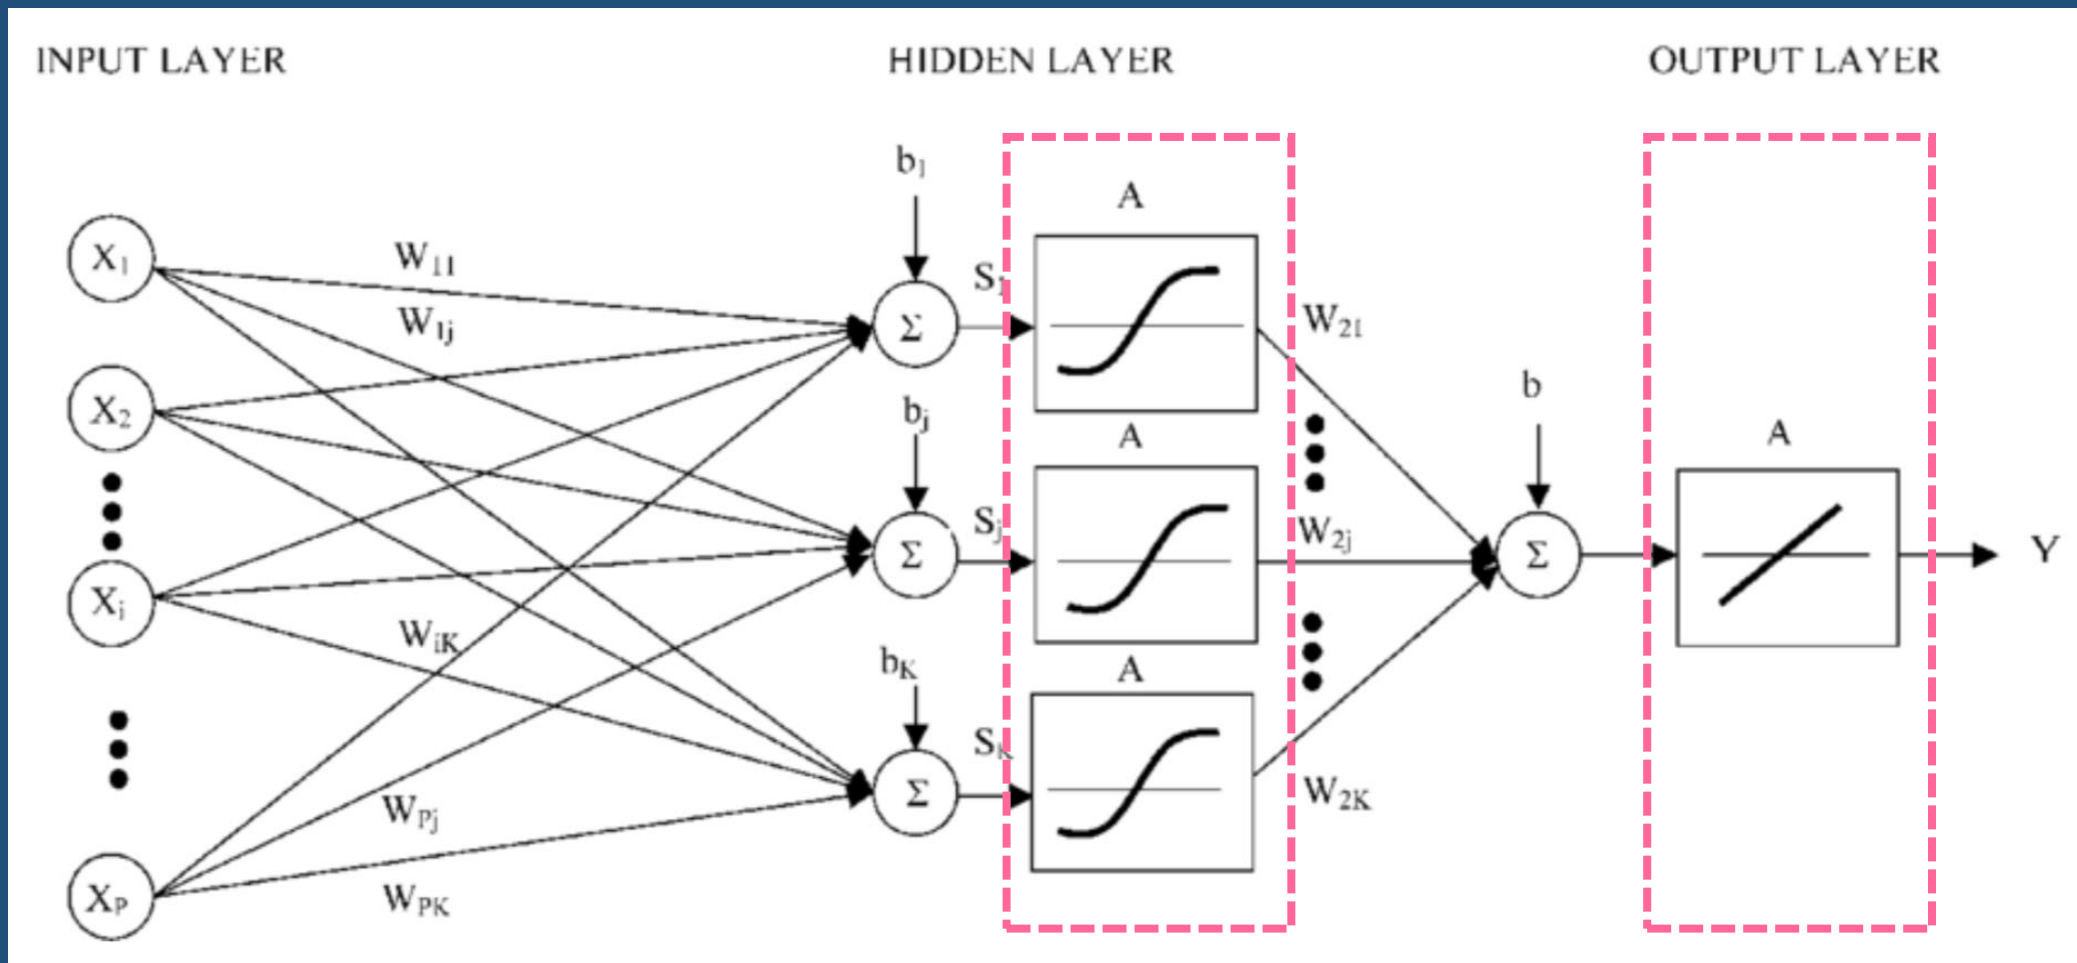 INPUT LAYER
HIDDEN LAYER
OUTPUT LAYER
b1
A
X1
W11
S1
Σ
W1j
W21
b
X2
bj
A
A
Sj
W2j
Σ
Σ
Y
Xi
WiK
bK
A
SK
Σ
W2K
WPj
XP
WPK